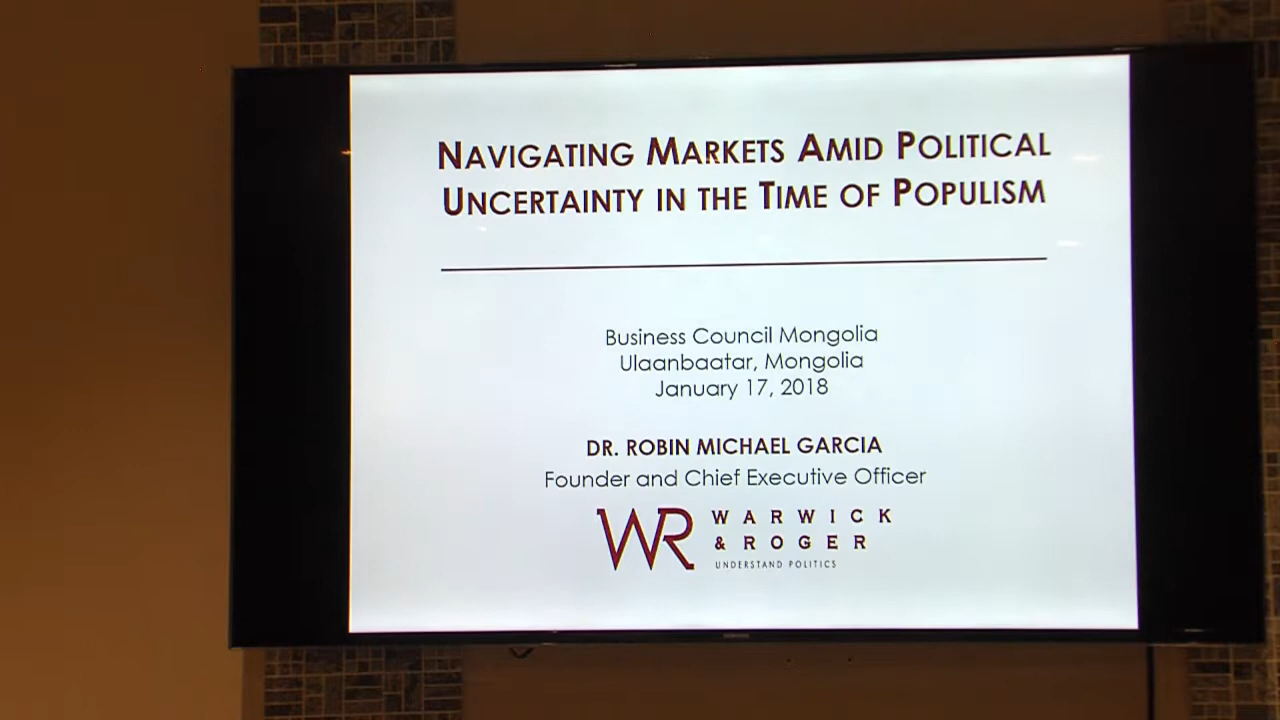 NAVIGATING MARKETS AMID POLITICAL
UNCERTAINTY IN THE TIME OF POPULISM
Business Council Mongolia
Ulaanbaatar, Mongolia
January 17, 2018
DR. ROBIN MICHAEL GARCIA
Founder and Chief Executive Officer
WR WARWICK
& ROGER
UNDERSTAND POLITICS